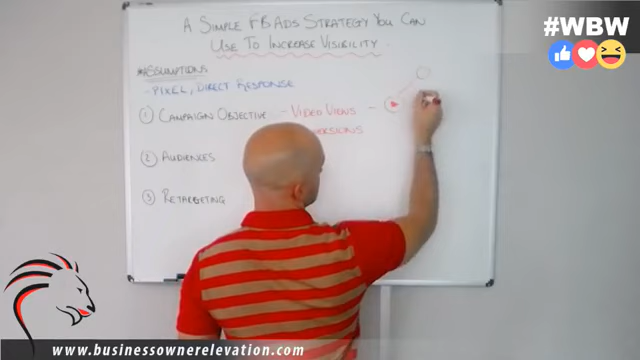 #WBW
A SIMPLE FB ADS STRATEGY YOU CAN
USE TO INCREASE VISIBILITY.
#ASSUMPTIONS
- PIXEL, DIRECT RESPONSE
1 CAMPAIGN OBJECTIVE - VIDEO VIEWS -
2 AUDIENCES
3 RETARGETING
www.businessownerelevation.com